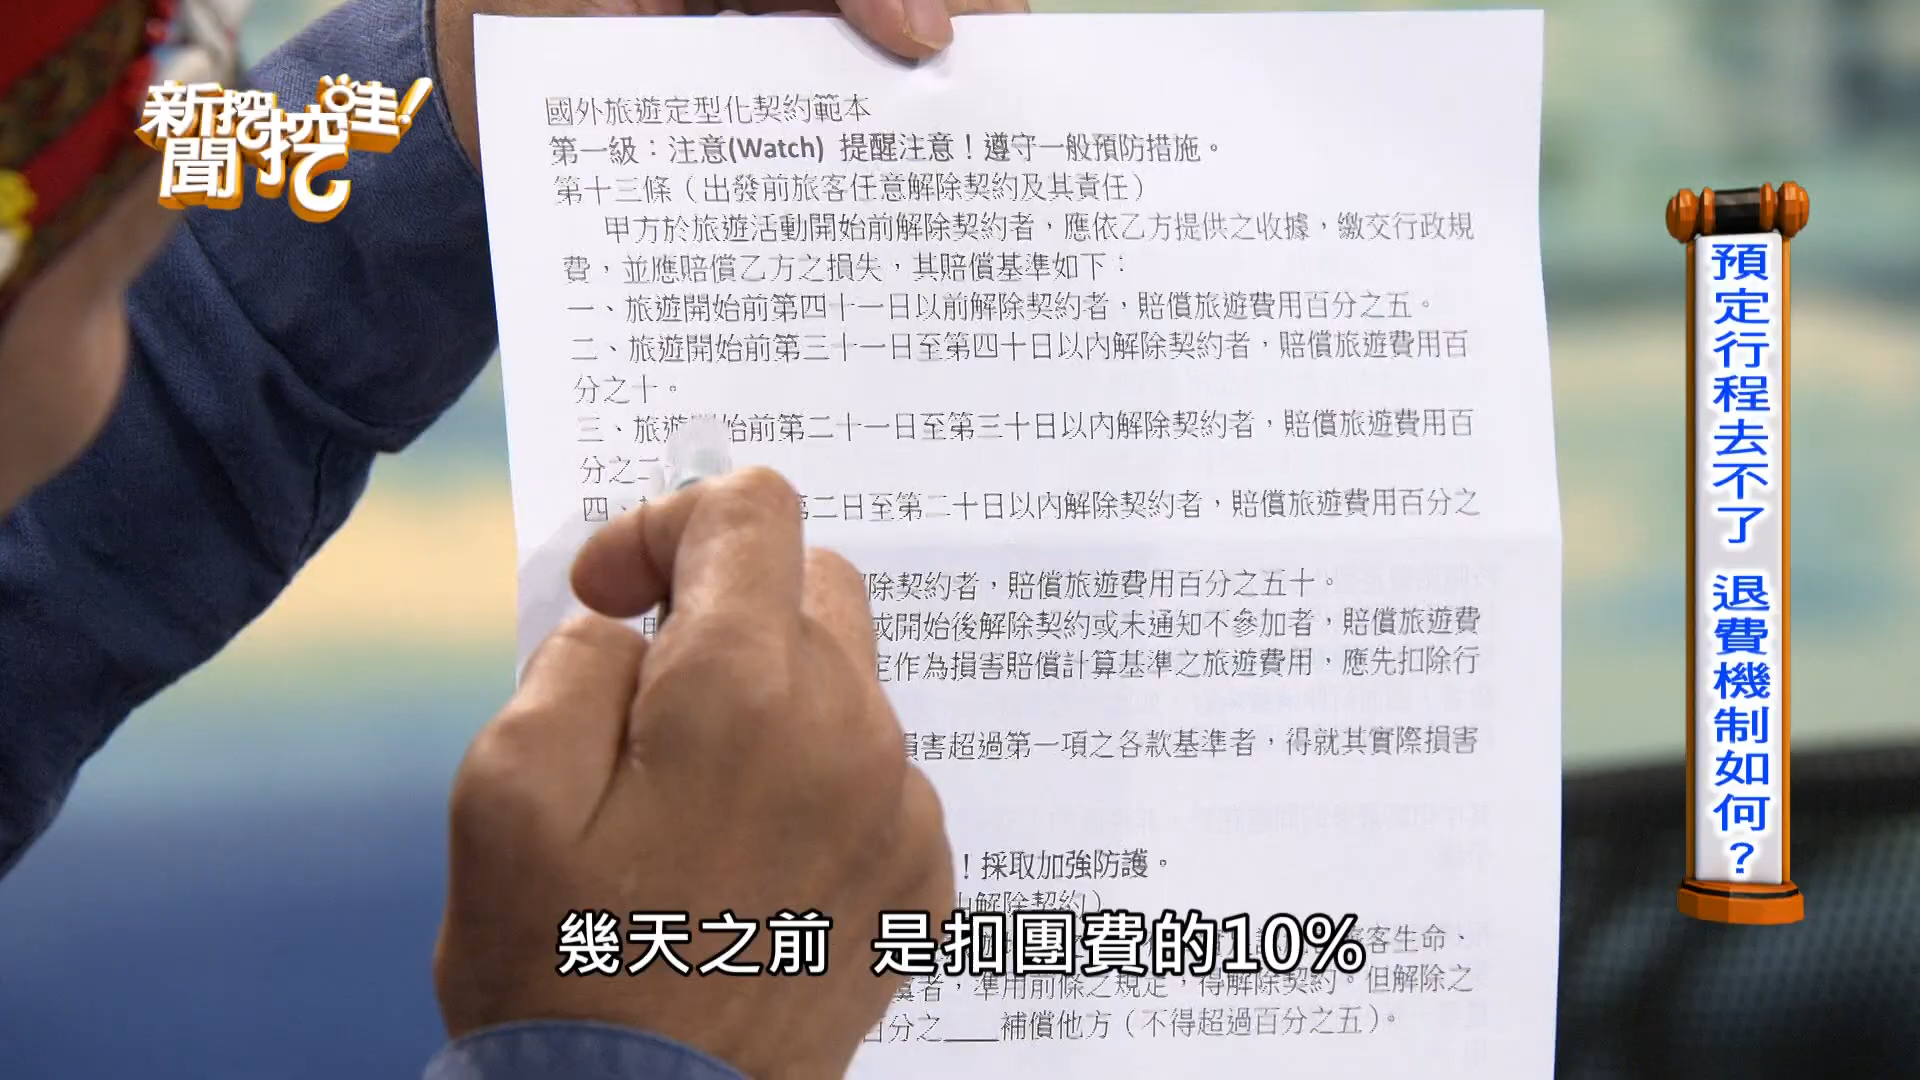 新聞挖挖哇!
國外旅遊定型化契約範本
第一級：注意(Watch) 提醒注意！遵守一般預防措施。
第十三條（出發前旅客任意解除契約及其責任）
甲方於旅遊活動開始前解除契約者，應依乙方提供之收據，繳交行政規
費，並應賠償乙方之損失，其賠償基準如下：
一、旅遊開始前第四十一日以前解除契約者，賠償旅遊費用百分之五。
二、旅遊開始前第三十一日至第四十日以內解除契約者，賠償旅遊費用百
分之十。
三、旅遊 始前第二十一日至第三十日以內解除契約者，賠償旅遊費用百
分之二
四、 第二日至第二十日以內解除契約者，賠償旅遊費用百分之
除契約者，賠償旅遊費用百分之五十。
或開始後解除契約或未通知不參加者，賠償旅遊費
定作為損害賠償計算基準之旅遊費用，應先扣除行
損害超過第一項之各款基準者，得就其實際損害
！採取加強防護。
解除契約）
客生命、
者，準用前條之規定，得解除契約。但解除之
百分之____補償他方（不得超過百分之五）。
幾天之前 是扣團費的10%
預定行程去不了 退費機制如何?